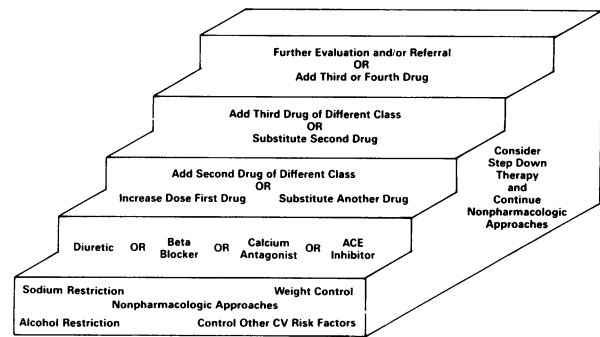 Further Evaluation and/or Referral
OR
Add Third or Fourth Drug
Add Third Drug of Different Class
OR
Substitute Second Drug
Add Second Drug of Different Class
OR
Increase Dose First Drug Substitute Another Drug
Diuretic OR Beta Blocker OR Calcium Antagonist OR ACE Inhibitor
Sodium Restriction Weight Control
Nonpharmacologic Approaches
Alcohol Restriction Control Other CV Risk Factors
Consider
Step Down
Therapy
and
Continue
Nonpharmacologic
Approaches